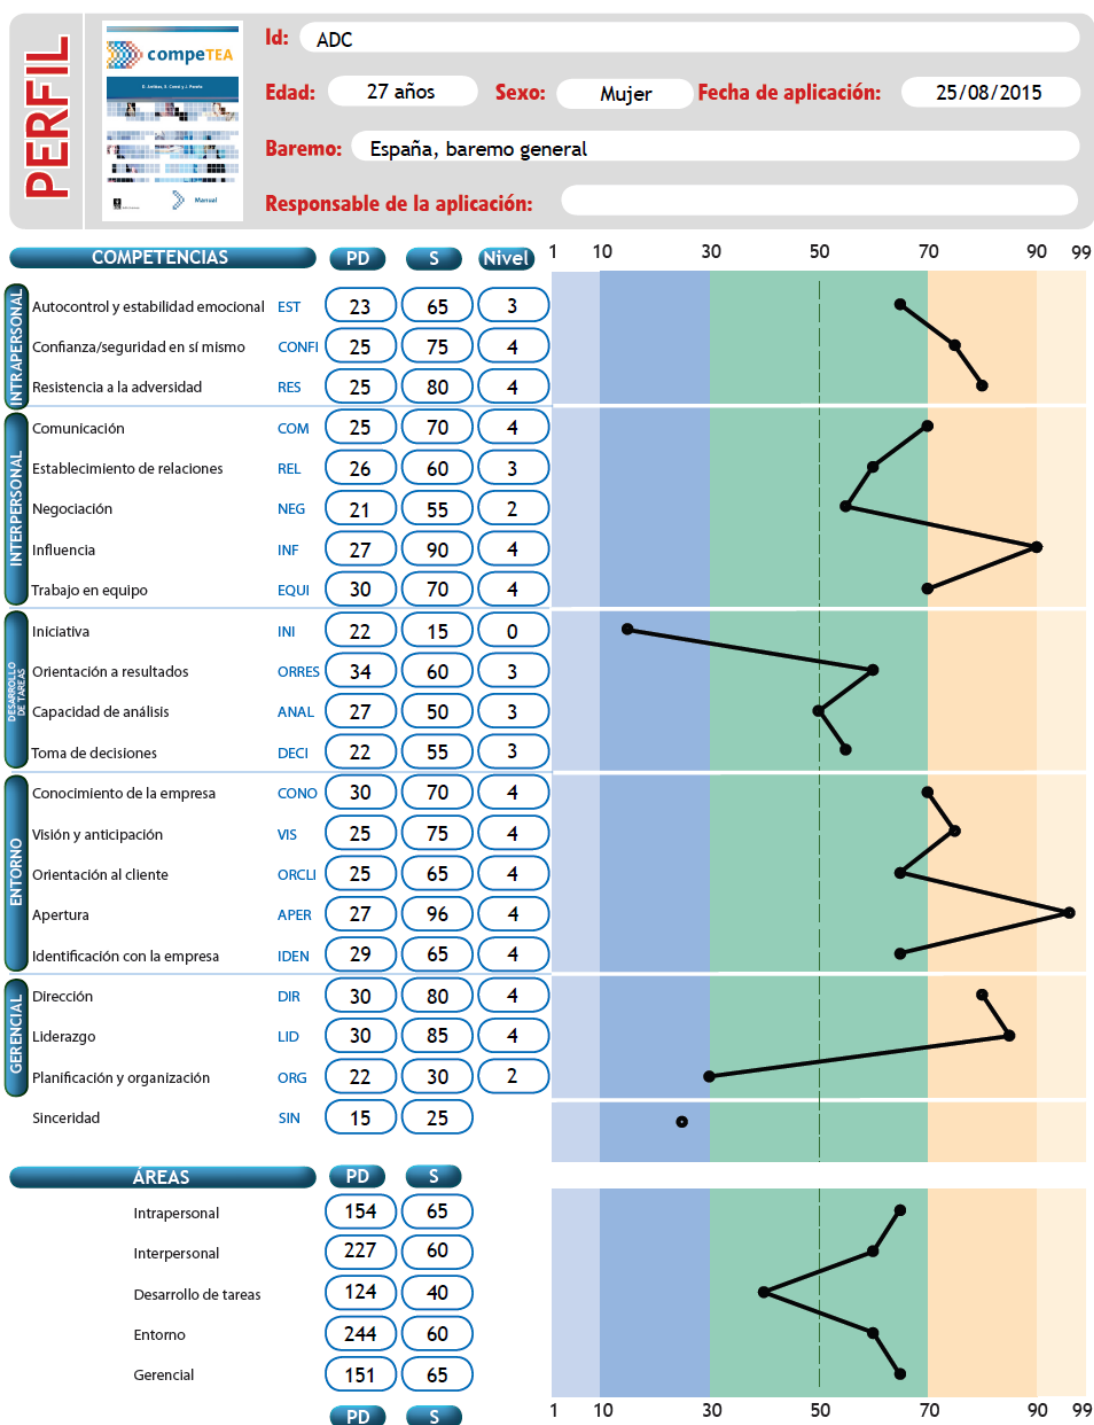 PERFIL
compeTEA
Manual
Id: ADC
Edad: 27 años Sexo: Mujer Fecha de aplicación: 25/08/2015
Baremo: España, baremo general
Responsable de la aplicación:
COMPETENCIAS PD S Nivel 1 10 30 50 70 90 99
INTRAPERSONAL
Autocontrol y estabilidad emocional EST 23 65 3
Confianza/seguridad en sí mismo CONFI 25 75 4
Resistencia a la adversidad RES 25 80 4
INTERPERSONAL
Comunicación COM 25 70 4
Establecimiento de relaciones REL 26 60 3
Negociación NEG 21 55 2
Influencia INF 27 90 4
Trabajo en equipo EQUI 30 70 4
DESARROLLO
DE TAREAS
Iniciativa INI 22 15 0
Orientación a resultados ORRES 34 60 3
Capacidad de análisis ANAL 27 50 3
Toma de decisiones DECI 22 55 3
ENTORNO
Conocimiento de la empresa CONO 30 70 4
Visión y anticipación VIS 25 75 4
Orientación al cliente ORCLI 25 65 4
Apertura APER 27 96 4
Identificación con la empresa IDEN 29 65 4
GERENCIAL
Dirección DIR 30 80 4
Liderazgo LID 30 85 4
Planificación y organización ORG 22 30 2
Sinceridad SIN 15 25
ÁREAS PD S
Intrapersonal 154 65
Interpersonal 227 60
Desarrollo de tareas 124 40
Entorno 244 60
Gerencial 151 65
PD S 1 10 30 50 70 90 99